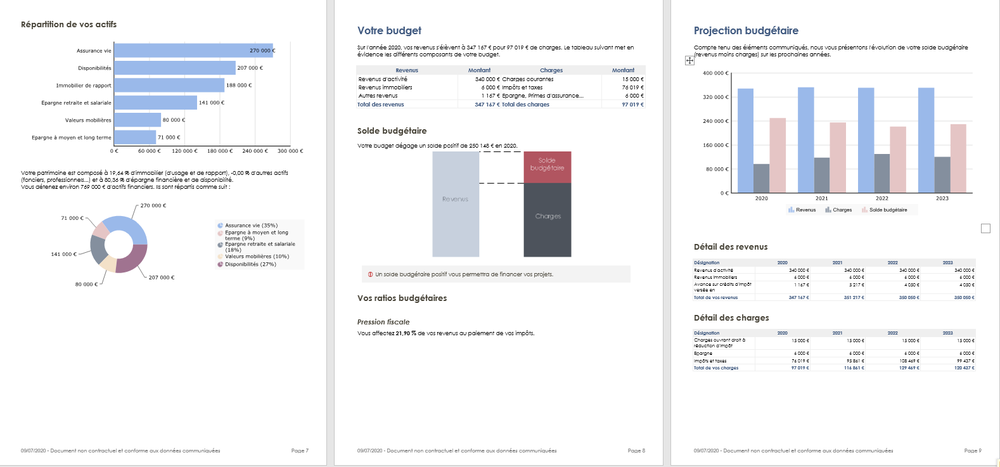 Répartition de vos actifs
Assurance vie
270 000 €
Disponibilités
207 000 €
Immobilier de rapport
188 000 €
Epargne retraite et salariale
141 000 €
Valeurs mobilières
80 000 €
Epargne à moyen et long terme
71 000 €
0 € 60 000 € 120 000 € 180 000 € 240 000 € 300 000 €
Votre patrimoine est composé à 19,64 % d'immobilier (d'usage et de rapport), -0,00 % d'autres actifs
(fonciers, professionnels...) et à 80,36 % d'épargne financière et de disponibilité.
Vous détenez environ 769 000 € d'actifs financiers. Ils sont répartis comme suit :
270 000 €
71 000 €
141 000 €
80 000 €
207 000 €
Assurance vie (35%)
Epargne à moyen et long
terme (9%)
Epargne retraite et salariale
(18%)
Valeurs mobilières (10%)
Disponibilités (27%)
09/07/2020 - Document non contractuel et conforme aux données communiquées Page 7
Votre budget
Sur l'année 2020, vos revenus s'élèvent à 347 167 € pour 97 019 € de charges. Le tableau suivant met en
évidence les différents composants de votre budget.
Revenus Montant Charges Montant
Revenus d'activité 340 000 € Charges courantes 15 000 €
Revenus immobiliers 6 000 € Impôts et taxes 76 019 €
Autres revenus 1 167 € Epargne, Primes d'assurance... 6 000 €
Total des revenus 347 167 € Total des charges 97 019 €
Solde budgétaire
Votre budget dégage un solde positif de 250 148 € en 2020.
Revenus
Solde
budgétaire
Charges
Un solde budgétaire positif vous permettra de financer vos projets.
Vos ratios budgétaires
Pression fiscale
Vous affectez 21,90 % de vos revenus au paiement de vos impôts.
09/07/2020 - Document non contractuel et conforme aux données communiquées Page 8
Projection budgétaire
Compte tenu des éléments communiqués, nous vous présentons l'évolution de votre solde budgétaire
(revenus moins charges) sur les prochaines années.
400 000 €
320 000 €
240 000 €
160 000 €
80 000 €
0 €
2020 2021 2022 2023
Revenus Charges Solde budgétaire
Détail des revenus
Désignation 2020 2021 2022 2023
Revenus d'activité 340 000 € 340 000 € 340 000 € 340 000 €
Revenus immobiliers 6 000 € 6 000 € 6 000 € 6 000 €
Avance sur crédits d'impôt 1 167 € 5 217 € 4 050 € 4 050 €
versée en
Total de vos revenus 347 167 € 351 217 € 350 050 € 350 050 €
Détail des charges
Désignation 2020 2021 2022 2023
Charges ouvrant droit à 15 000 € 15 000 € 15 000 € 15 000 €
réduction d'impôt
Epargne 6 000 € 6 000 € 6 000 € 6 000 €
Impôts et taxes 76 019 € 95 861 € 108 469 € 99 437 €
Total de vos charges 97 019 € 116 861 € 129 469 € 120 437 €
09/07/2020 - Document non contractuel et conforme aux données communiquées Page 9